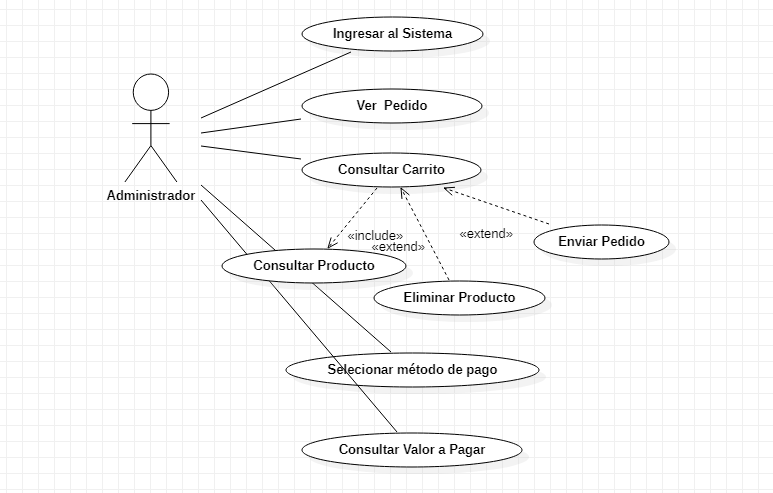 Ingresar al Sistema
Ver Pedido
Consultar Carrito
Administrador
«include»
«extend»
«extend»
Enviar Pedido
Consultar Producto
Eliminar Producto
Selecionar método de pago
Consultar Valor a Pagar